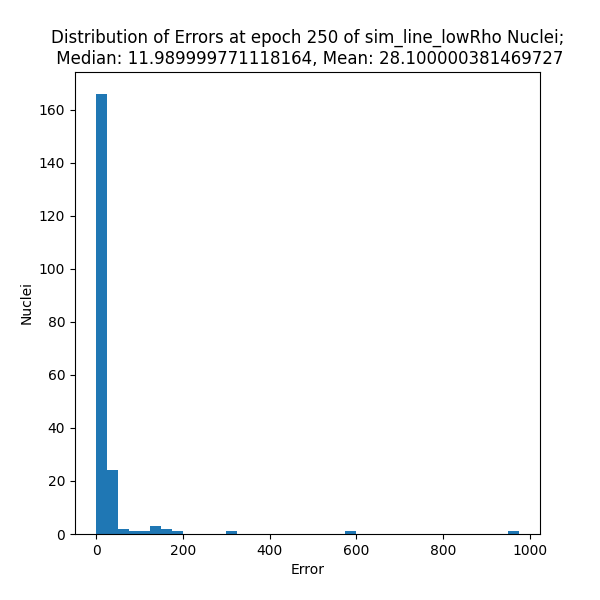 Distribution of Errors at epoch 250 of sim_line_lowRho Nuclei;
Median: 11.989999771118164, Mean: 28.100000381469727
160
140
120
100
80
60
40
20
0
Nuclei
0 200 400 600 800 1000
Error